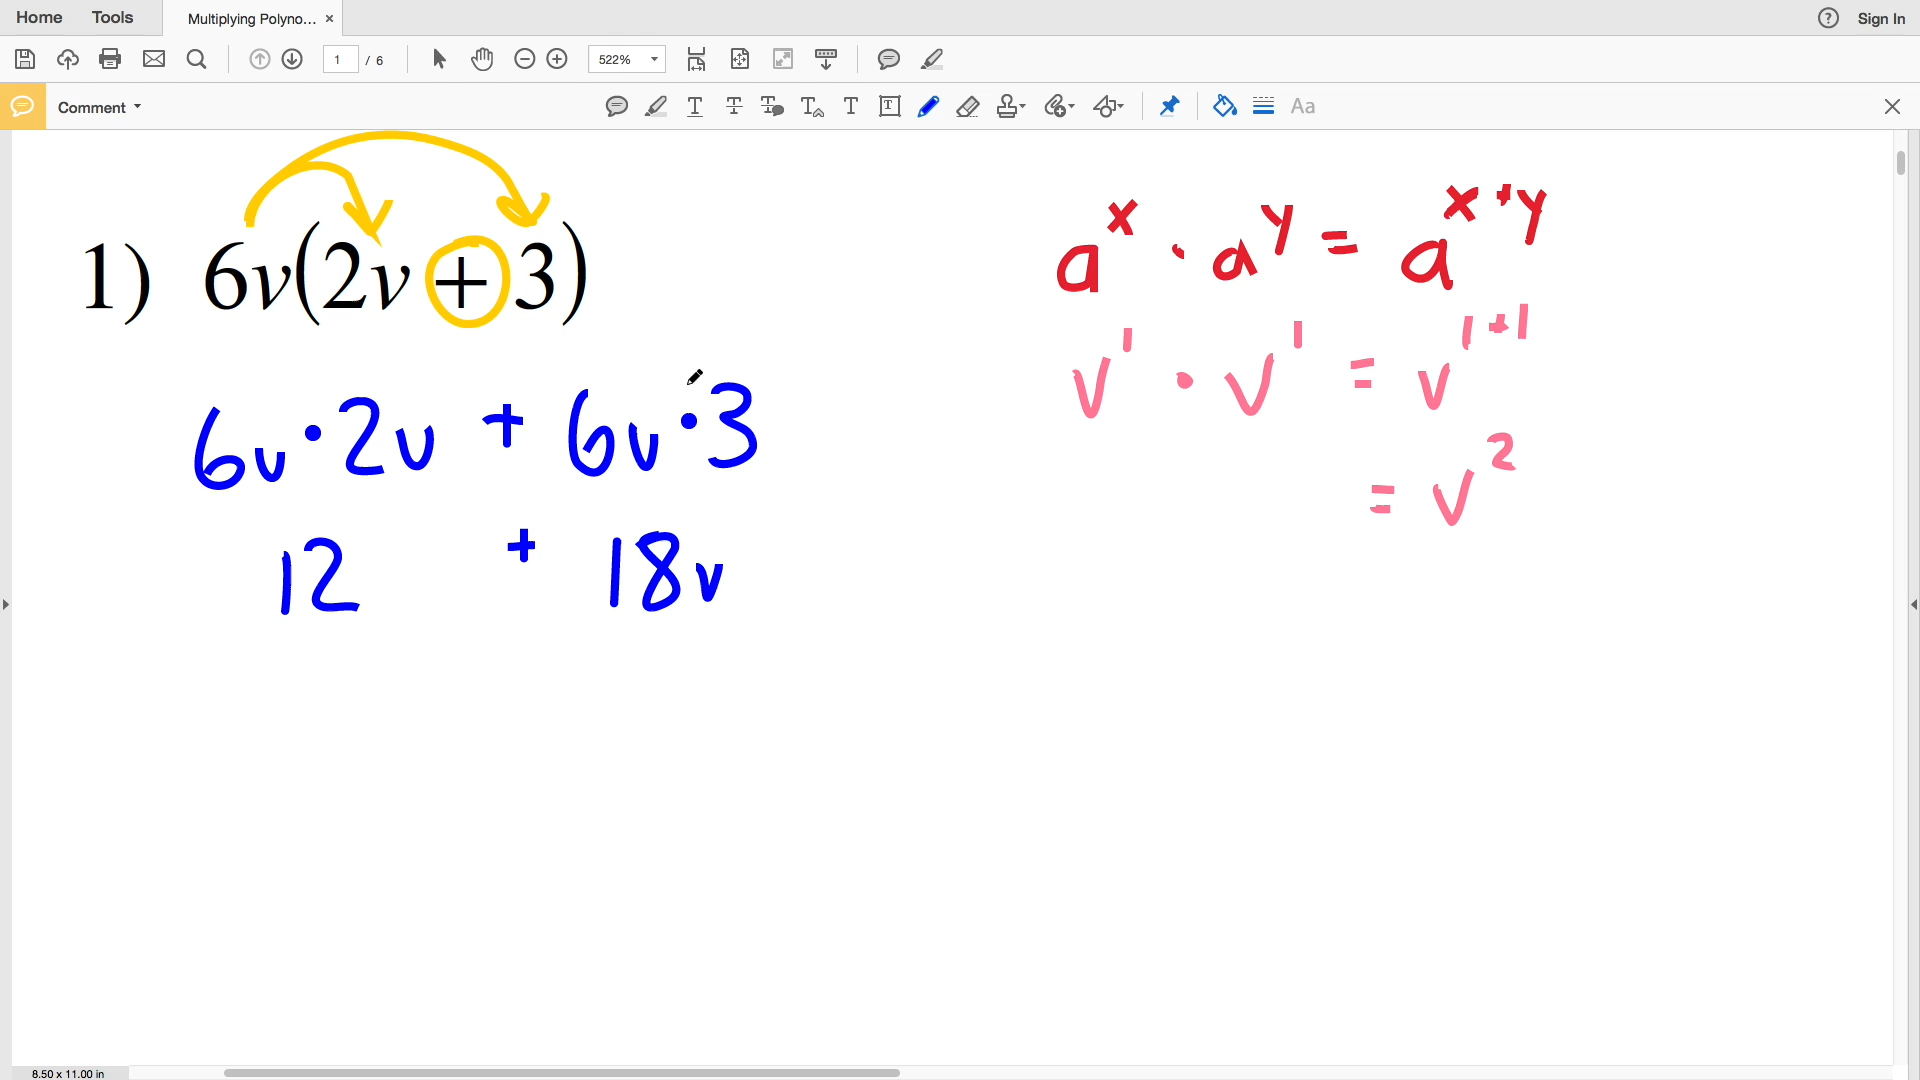 Home Tools Multiplying Polyno... × ? Sign In
1 / 6 522%
Comment T T T T T T Aa
1) 6v(2v + 3)
6v · 2v + 6v · 3
12 + 18v
a^x · a^y = a^(x+y)
v^1 · v^1 = v^(1+1)
= v^2
8.50 x 11.00 in